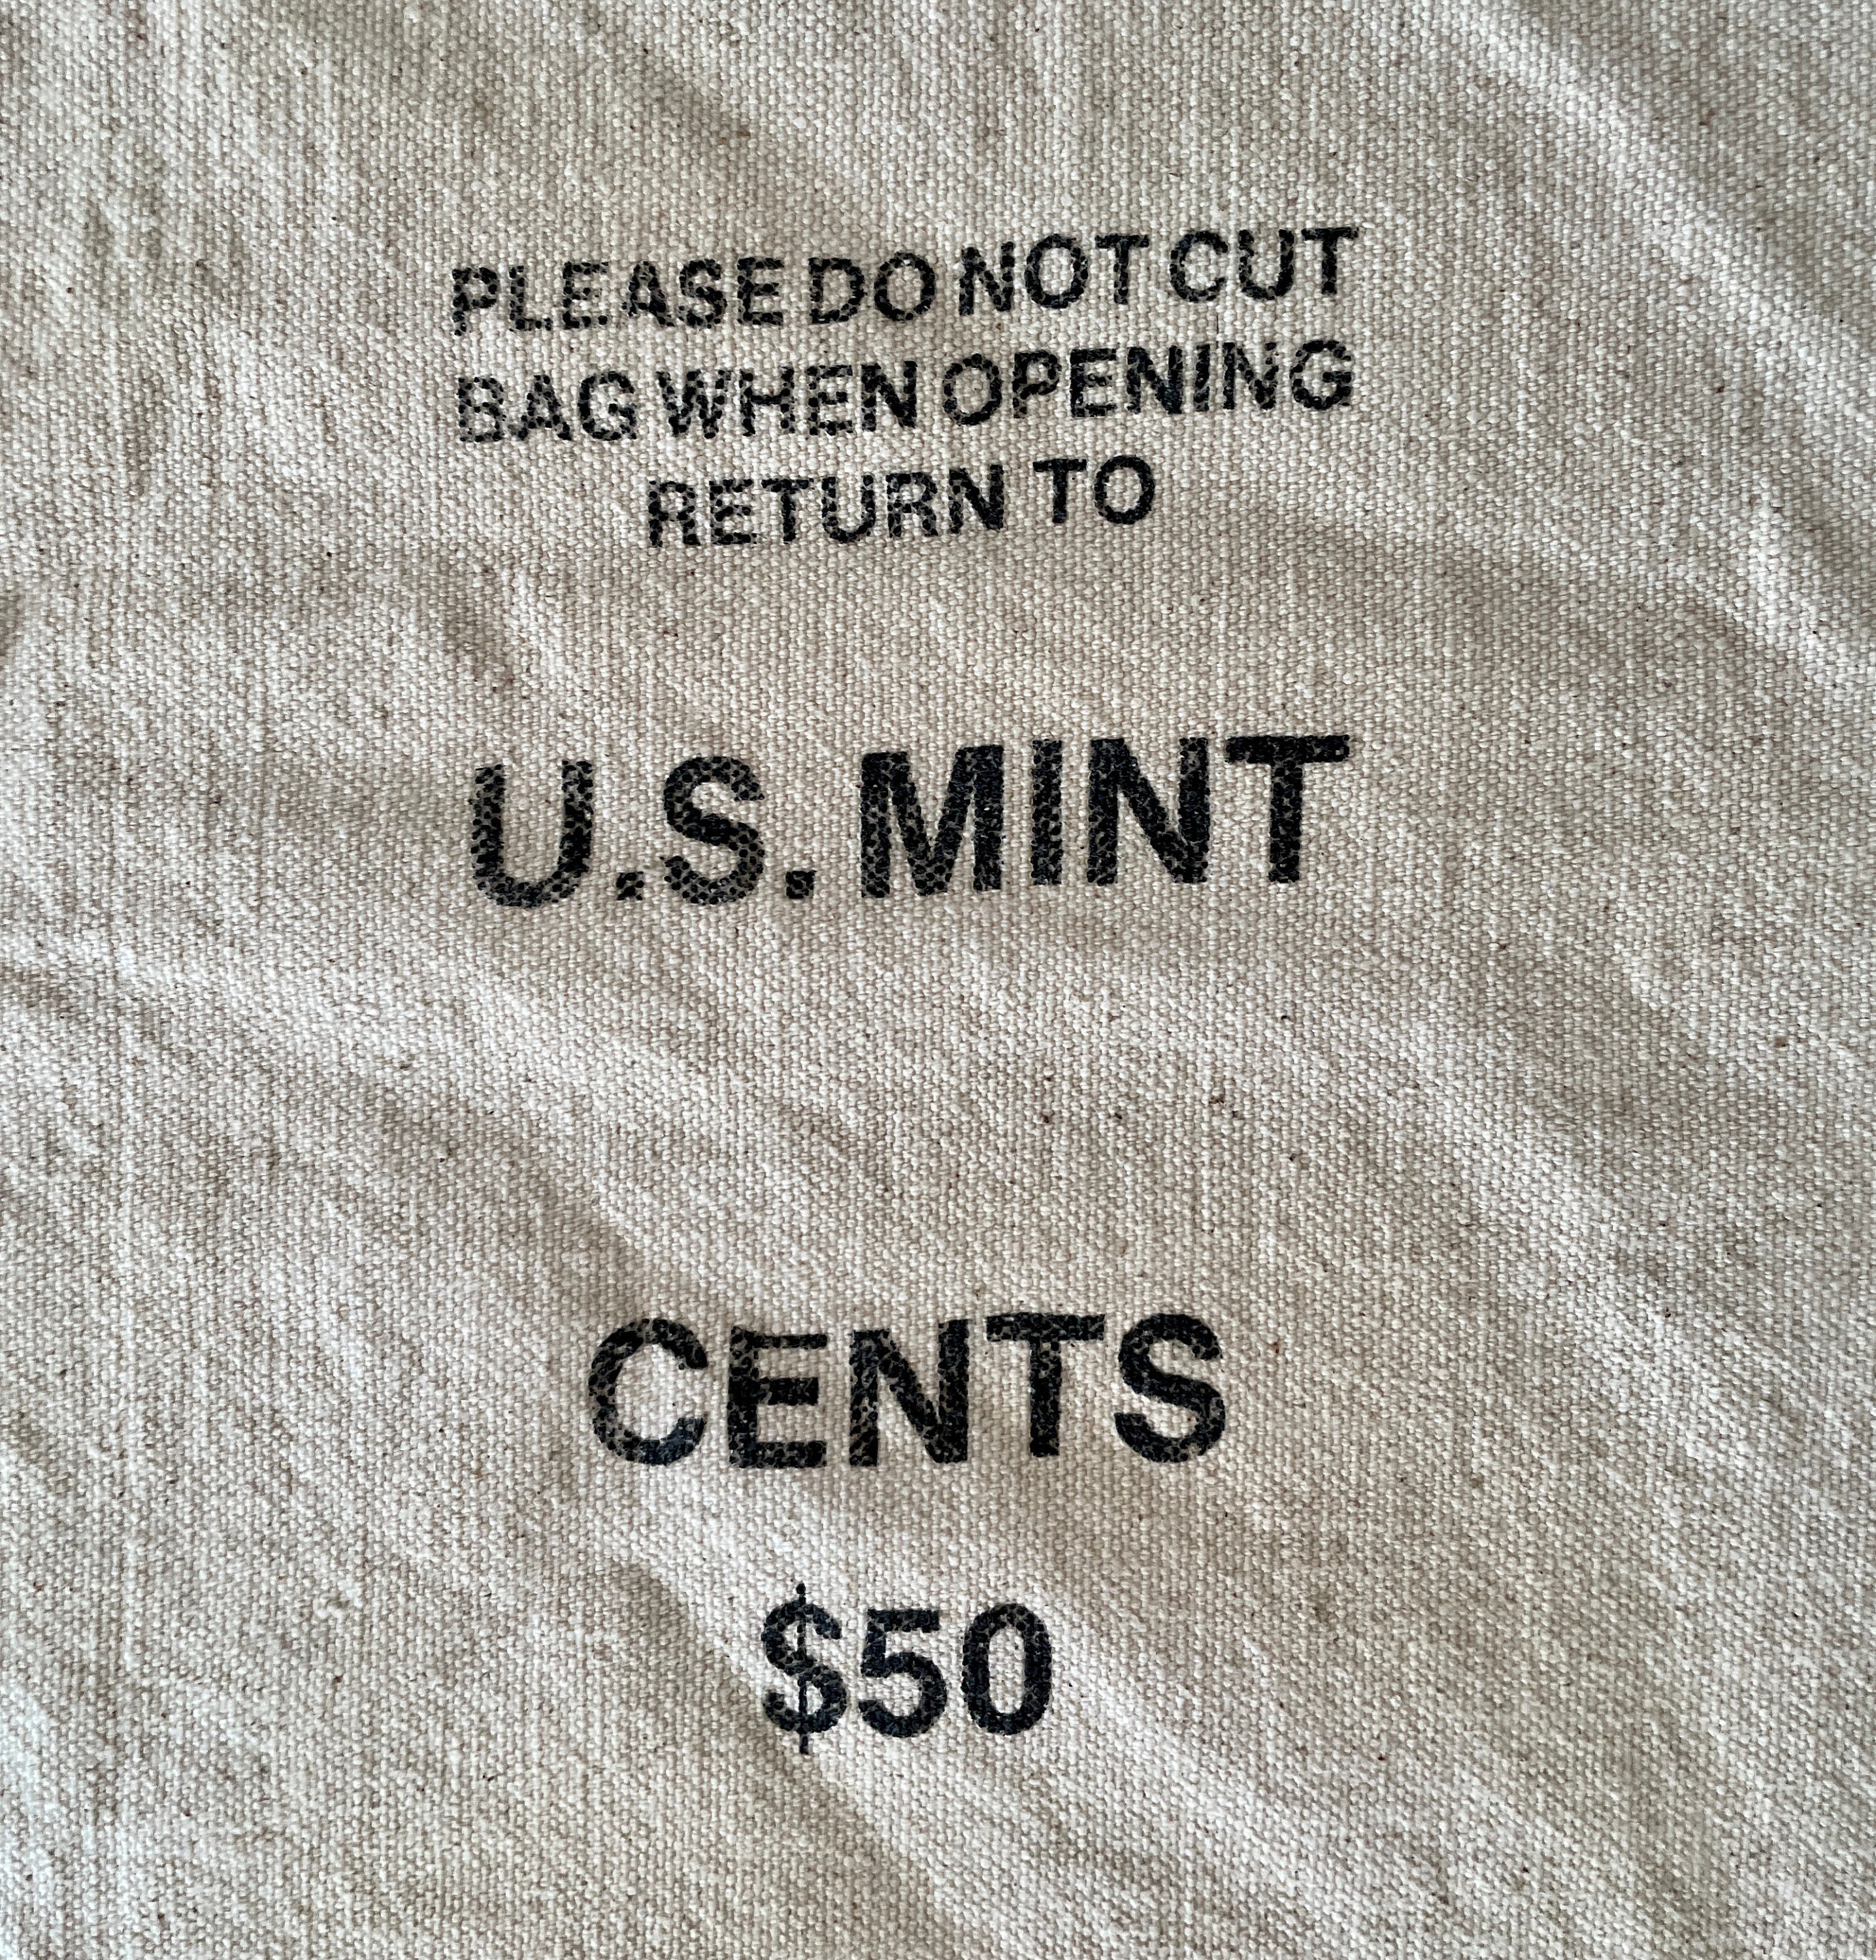 PLEASE DO NOT CUT
BAG WHEN OPENING
RETURN TO
U.S. MINT
CENTS
$50